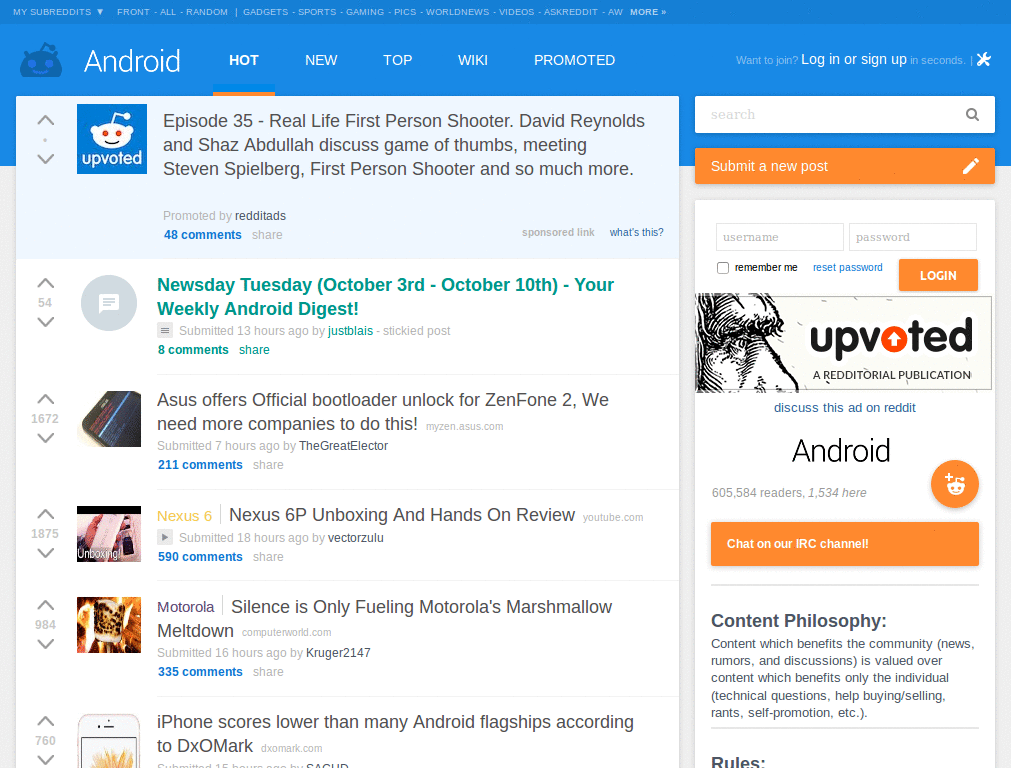 MY SUBREDDITS ▼ FRONT - ALL - RANDOM | GADGETS - SPORTS - GAMING - PICS - WORLDNEWS - VIDEOS - ASKREDDIT - AW MORE »
Android HOT NEW TOP WIKI PROMOTED
Want to join? Log in or sign up in seconds. |
upvoted
Episode 35 - Real Life First Person Shooter. David Reynolds
and Shaz Abdullah discuss game of thumbs, meeting
Steven Spielberg, First Person Shooter and so much more.
Promoted by redditads
48 comments share
sponsored link what's this?
54
Newsday Tuesday (October 3rd - October 10th) - Your
Weekly Android Digest!
Submitted 13 hours ago by justblais - stickied post
8 comments share
1672
Asus offers Official bootloader unlock for ZenFone 2, We
need more companies to do this! myzen.asus.com
Submitted 7 hours ago by TheGreatElector
211 comments share
1875
Unboxing!
Nexus 6 Nexus 6P Unboxing And Hands On Review youtube.com
Submitted 18 hours ago by vectorzulu
590 comments share
984
Motorola Silence is Only Fueling Motorola's Marshmallow
Meltdown computerworld.com
Submitted 16 hours ago by Kruger2147
335 comments share
760
iPhone scores lower than many Android flagships according
to DxOMark dxomark.com
Submitted 15 hours ago by SACHD
search
Submit a new post
username password
remember me reset password LOGIN
upvoted
A REDDITORIAL PUBLICATION
discuss this ad on reddit
Android
605,584 readers, 1,534 here
Chat on our IRC channel!
Content Philosophy:
Content which benefits the community (news,
rumors, and discussions) is valued over
content which benefits only the individual
(technical questions, help buying/selling,
rants, self-promotion, etc.).
Rules: